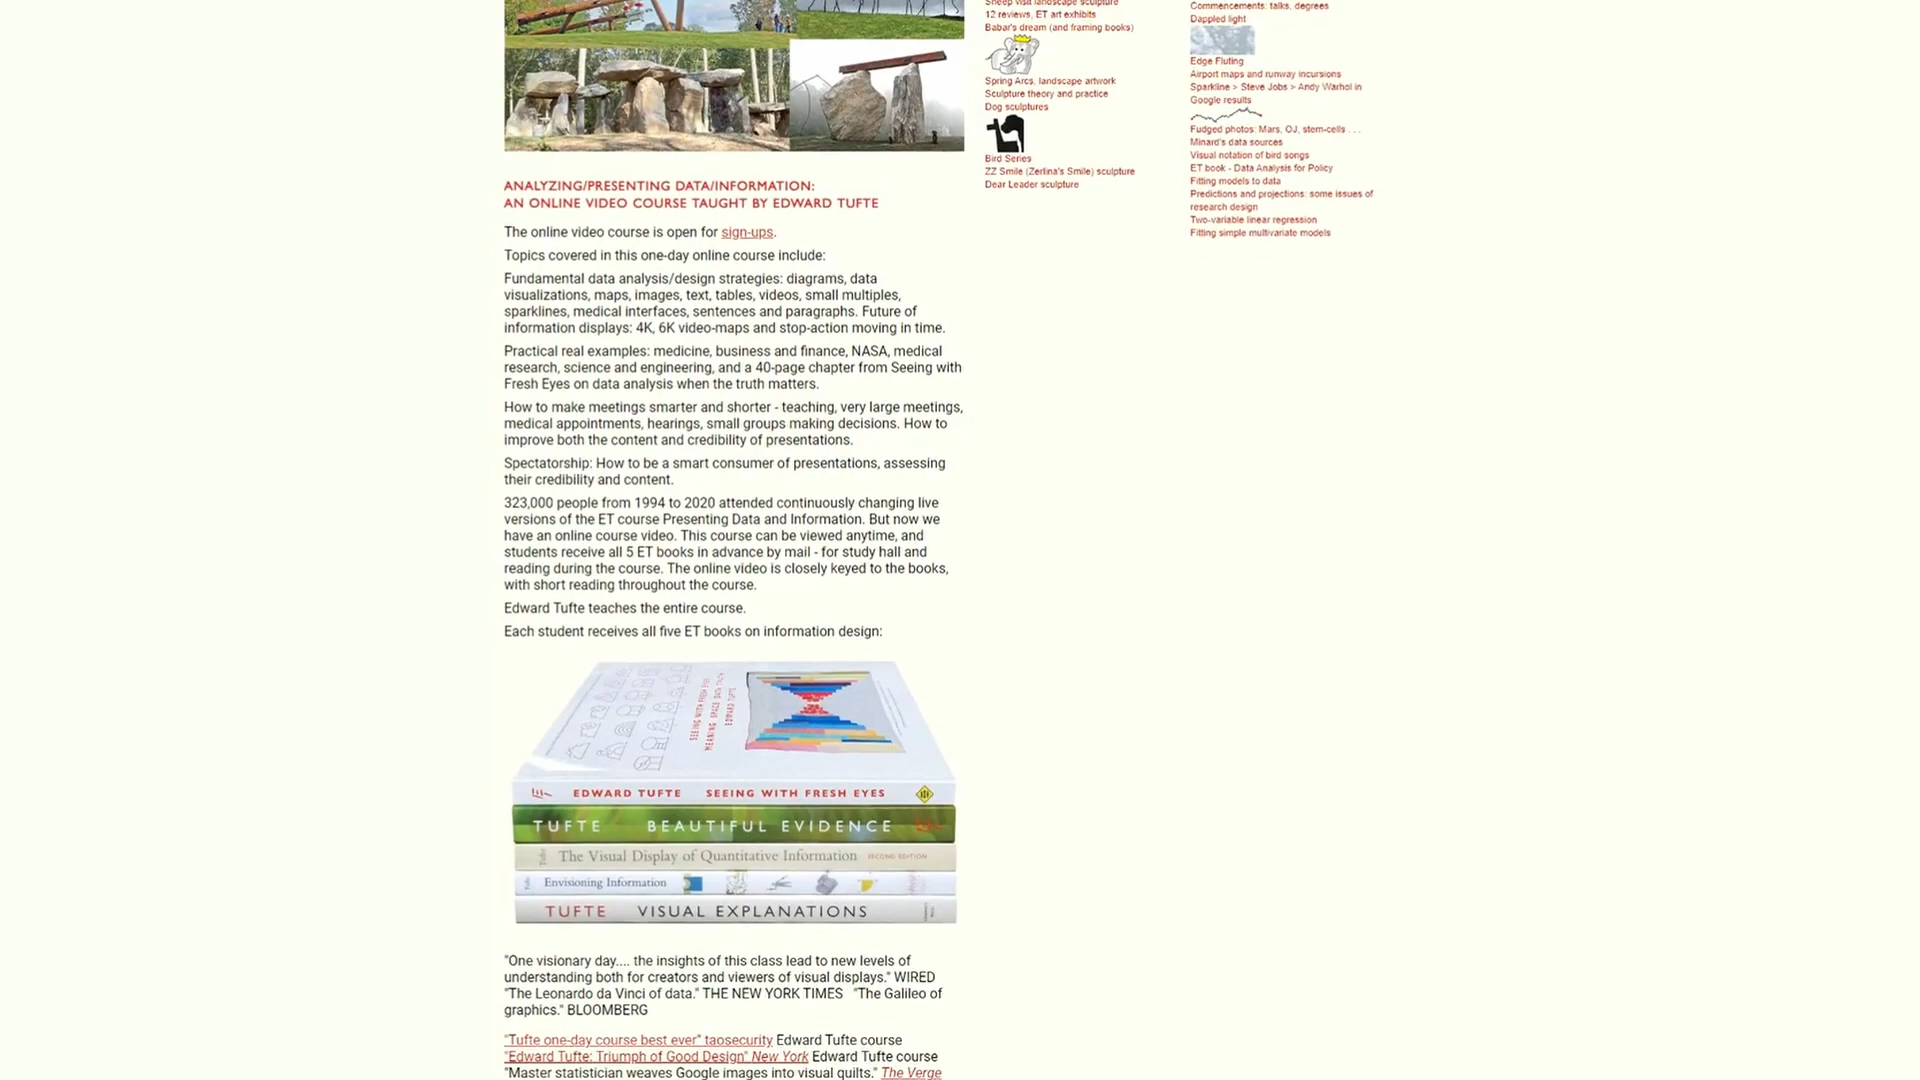 ANALYZING/PRESENTING DATA/INFORMATION:
AN ONLINE VIDEO COURSE TAUGHT BY EDWARD TUFTE
The online video course is open for sign-ups.
Topics covered in this one-day online course include:
Fundamental data analysis/design strategies: diagrams, data
visualizations, maps, images, text, tables, videos, small multiples,
sparklines, medical interfaces, sentences and paragraphs. Future of
information displays: 4K, 6K video-maps and stop-action moving in time.
Practical real examples: medicine, business and finance, NASA, medical
research, science and engineering, and a 40-page chapter from Seeing with
Fresh Eyes on data analysis when the truth matters.
How to make meetings smarter and shorter - teaching, very large meetings,
medical appointments, hearings, small groups making decisions. How to
improve both the content and credibility of presentations.
Spectatorship: How to be a smart consumer of presentations, assessing
their credibility and content.
323,000 people from 1994 to 2020 attended continuously changing live
versions of the ET course Presenting Data and Information. But now we
have an online course video. This course can be viewed anytime, and
students receive all 5 ET books in advance by mail - for study hall and
reading during the course. The online video is closely keyed to the books,
with short reading throughout the course.
Edward Tufte teaches the entire course.
Each student receives all five ET books on information design:
SEEING WITH FRESH EYES
MEANING SPACE DATA TRUTH
EDWARD TUFTE
EDWARD TUFTE SEEING WITH FRESH EYES
TUFTE BEAUTIFUL EVIDENCE
Tufte The Visual Display of Quantitative Information SECOND EDITION
Tufte Envisioning Information
TUFTE VISUAL EXPLANATIONS
"One visionary day.... the insights of this class lead to new levels of
understanding both for creators and viewers of visual displays." WIRED
"The Leonardo da Vinci of data." THE NEW YORK TIMES "The Galileo of
graphics." BLOOMBERG
"Tufte one-day course best ever" taosecurity Edward Tufte course
"Edward Tufte: Triumph of Good Design" New York Edward Tufte course
"Master statistician weaves Google images into visual quilts." The Verge
Sheep visit landscape sculpture
12 reviews, ET art exhibits
Babar's dream (and framing books)
Spring Arcs, landscape artwork
Sculpture theory and practice
Dog sculptures
Bird Series
ZZ Smile (Zerlina's Smile) sculpture
Dear Leader sculpture
Commencements: talks, degrees
Dappled light
Edge Fluting
Airport maps and runway incursions
Sparkline > Steve Jobs > Andy Warhol in
Google results
Fudged photos: Mars, OJ, stem-cells . . .
Minard's data sources
Visual notation of bird songs
ET book - Data Analysis for Policy
Fitting models to data
Predictions and projections: some issues of
research design
Two-variable linear regression
Fitting simple multivariate models